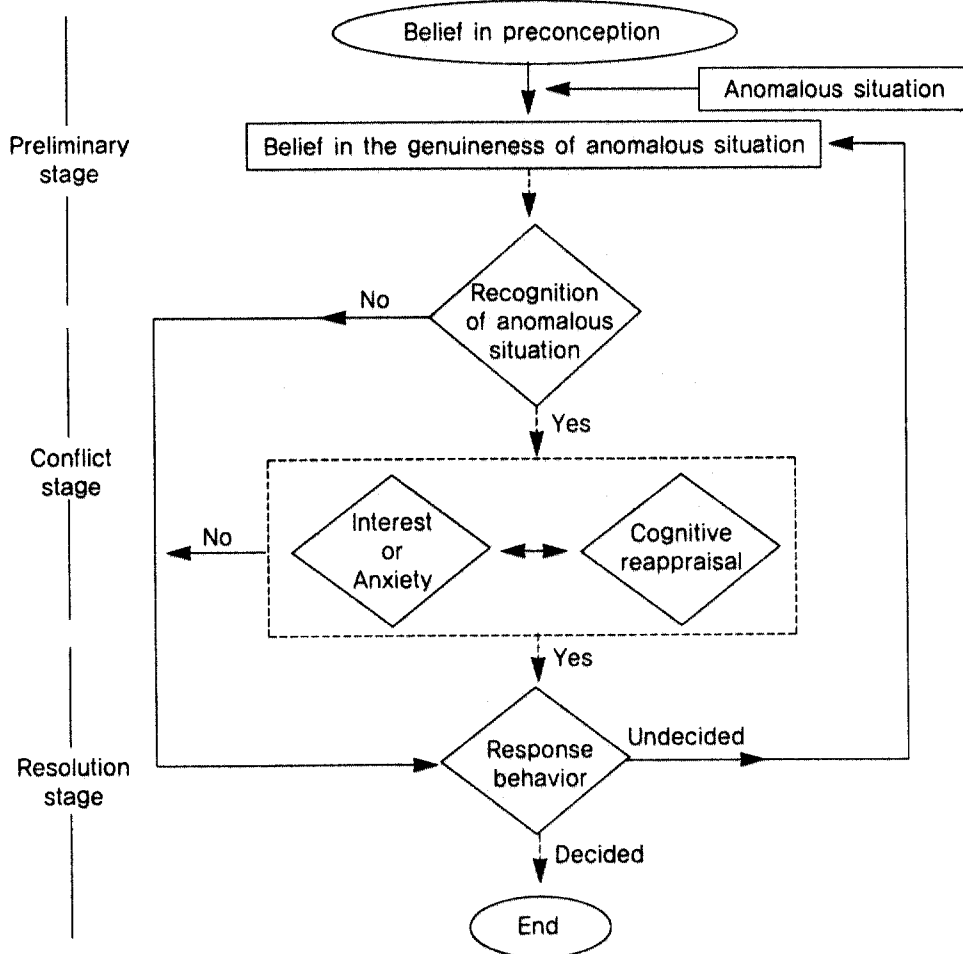 Belief in preconception
Anomalous situation
Preliminary
stage
Belief in the genuineness of anomalous situation
No
Recognition
of anomalous
situation
Yes
Conflict
stage
No
Interest
or
Anxiety
Cognitive
reappraisal
Yes
Resolution
stage
Response
behavior
Undecided
Decided
End